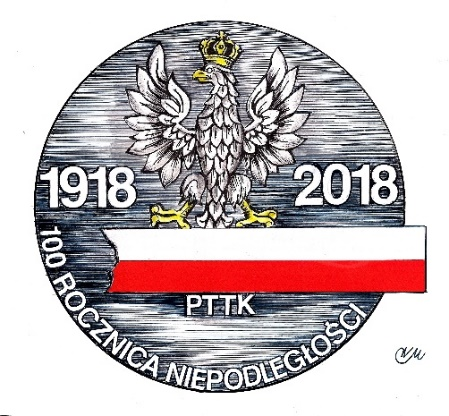 1918 2018
PTTK
100 ROCZNICA NIEPODLEGŁOŚCI